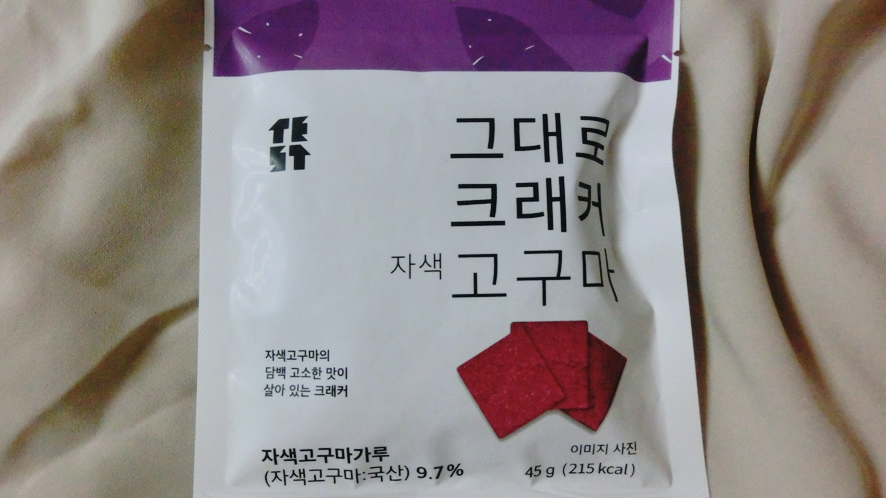 TE
ST
그대로
크래커
자색 고구마
자색고구마의
담백 고소한 맛이
살아 있는 크래커
자색고구마가루
(자색고구마:국산) 9.7%
이미지 사진
45 g (215 kcal)